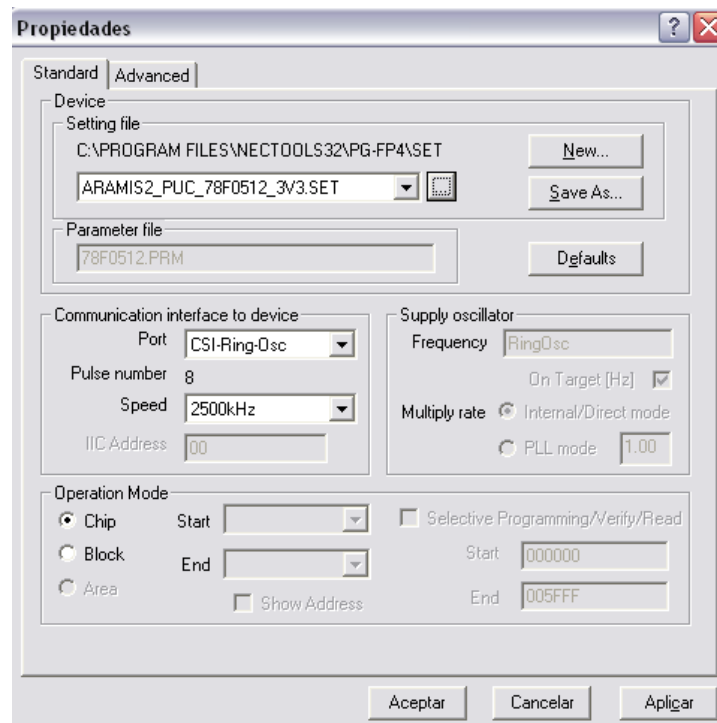 Propiedades
Standard
Advanced
Device
Setting file
C:\PROGRAM FILES\NECTOOLS32\PG-FP4\SET
New...
ARAMIS2_PUC_78F0512_3V3.SET
...
Save As...
Parameter file
78F0512.PRM
Defaults
Communication interface to device
Port CSI-Ring-Osc
Pulse number 8
Speed 2500kHz
IIC Address 00
Supply oscillator
Frequency RingOsc
On Target [Hz]
Multiply rate Internal/Direct mode
PLL mode 1.00
Operation Mode
Chip
Block
Area
Start
End
Show Address
Selective Programming/Verify/Read
Start 000000
End 005FFF
Aceptar
Cancelar
Aplicar